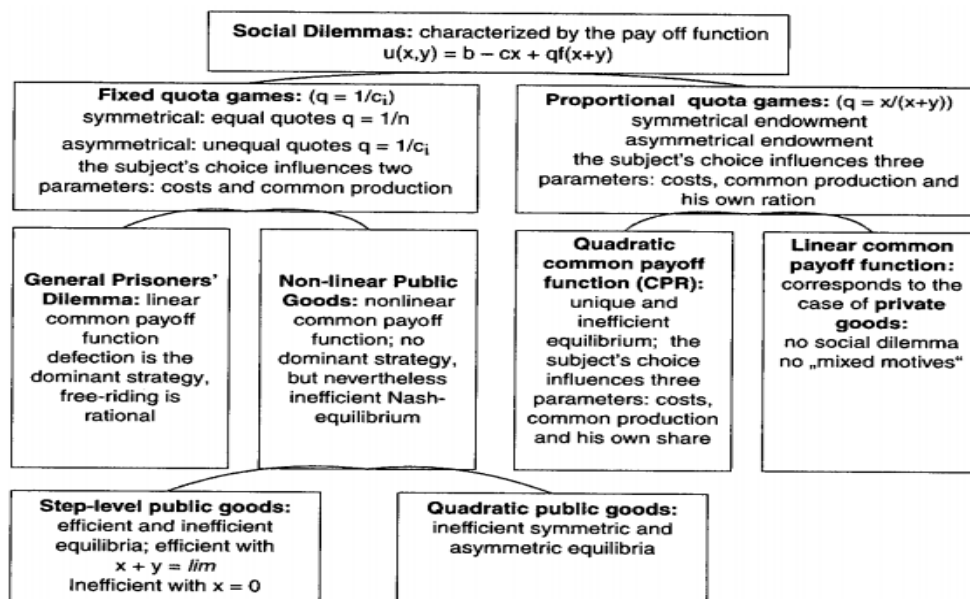 Social Dilemmas: characterized by the pay off function
u(x,y) = b – cx + qf(x+y)
Fixed quota games: (q = 1/cᵢ)
symmetrical: equal quotes q = 1/n
asymmetrical: unequal quotes q = 1/cᵢ
the subject's choice influences two
parameters: costs and common production
Proportional quota games: (q = x/(x+y))
symmetrical endowment
asymmetrical endowment
the subject's choice influences three
parameters: costs, common production and
his own ration
General Prisoners'
Dilemma: linear
common payoff
function
defection is the
dominant strategy,
free-riding is
rational
Non-linear Public
Goods: nonlinear
common payoff
function; no
dominant strategy,
but nevertheless
inefficient Nash-
equilibrium
Quadratic
common payoff
function (CPR):
unique and
inefficient
equilibrium; the
subject's choice
influences three
parameters: costs,
common production
and his own share
Linear common
payoff function:
corresponds to the
case of private
goods:
no social dilemma
no „mixed motives“
Step-level public goods:
efficient and inefficient
equilibria; efficient with
x + y = lim
Inefficient with x = 0
Quadratic public goods:
inefficient symmetric and
asymmetric equilibria